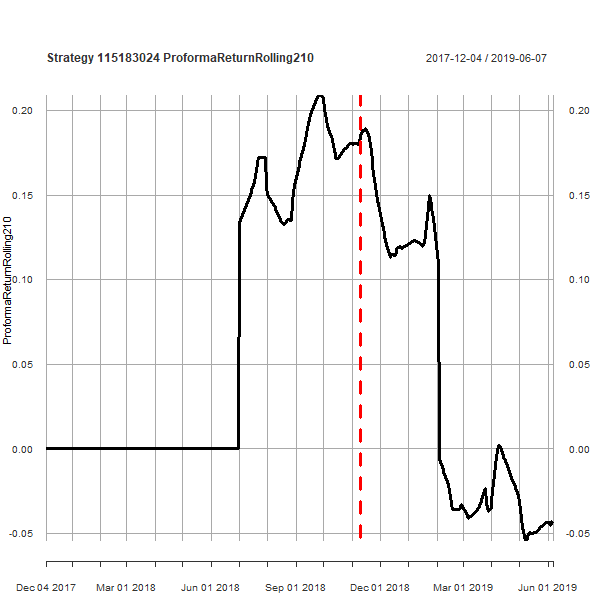 Strategy 115183024 ProformaReturnRolling210
2017-12-04 / 2019-06-07
0.20 0.20
0.15 0.15
0.10 0.10
0.05 0.05
0.00 0.00
-0.05 -0.05
ProformaReturnRolling210
Dec 04 2017 Mar 01 2018 Jun 01 2018 Sep 01 2018 Dec 01 2018 Mar 01 2019 Jun 01 2019